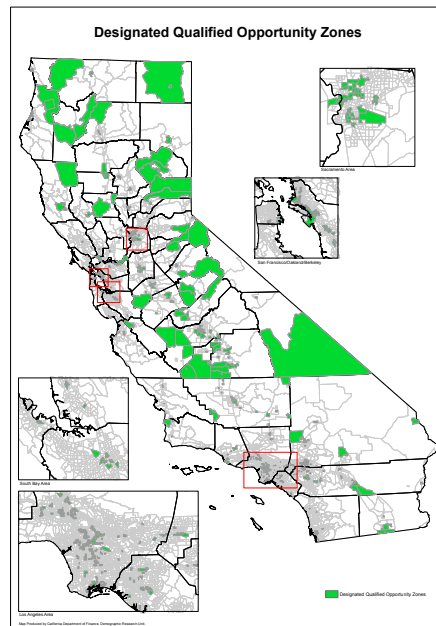 Designated Qualified Opportunity Zones
Sacramento Area
San Francisco/Oakland/Berkeley
South Bay Area
Los Angeles Area
Designated Qualified Opportunity Zones
Map Produced by California Department of Finance, Demographic Research Unit